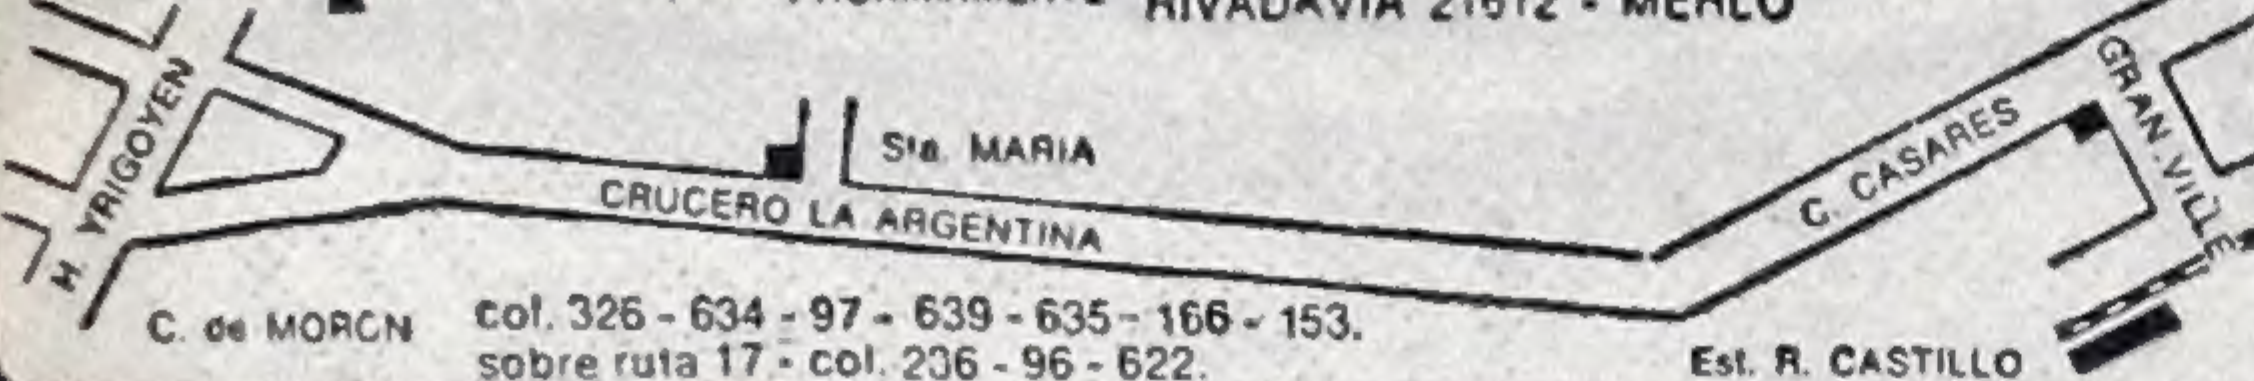 RIVADAVIA 21612 - MERLO
H. YRIGOYEN
Sta. MARIA
CRUCERO LA ARGENTINA
C. CASARES
GRAN.VILLE
C. de MORON
col. 326 - 634 - 97 - 639 - 635 - 166 - 153.
sobre ruta 17 - col. 236 - 96 - 622.
Est. R. CASTILLO